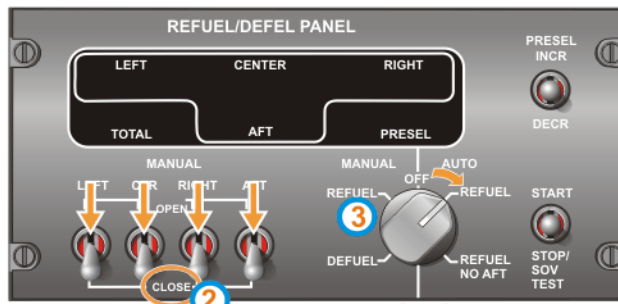 REFUEL/DEFEL PANEL
PRESEL
INCR
LEFT CENTER RIGHT
TOTAL AFT PRESEL
DECR
MANUAL MANUAL AUTO
OFF
LEFT CTR RIGHT AFT
REFUEL REFUEL START
OPEN
3
DEFUEL REFUEL
NO AFT
STOP/
SOV
TEST
CLOSE
2